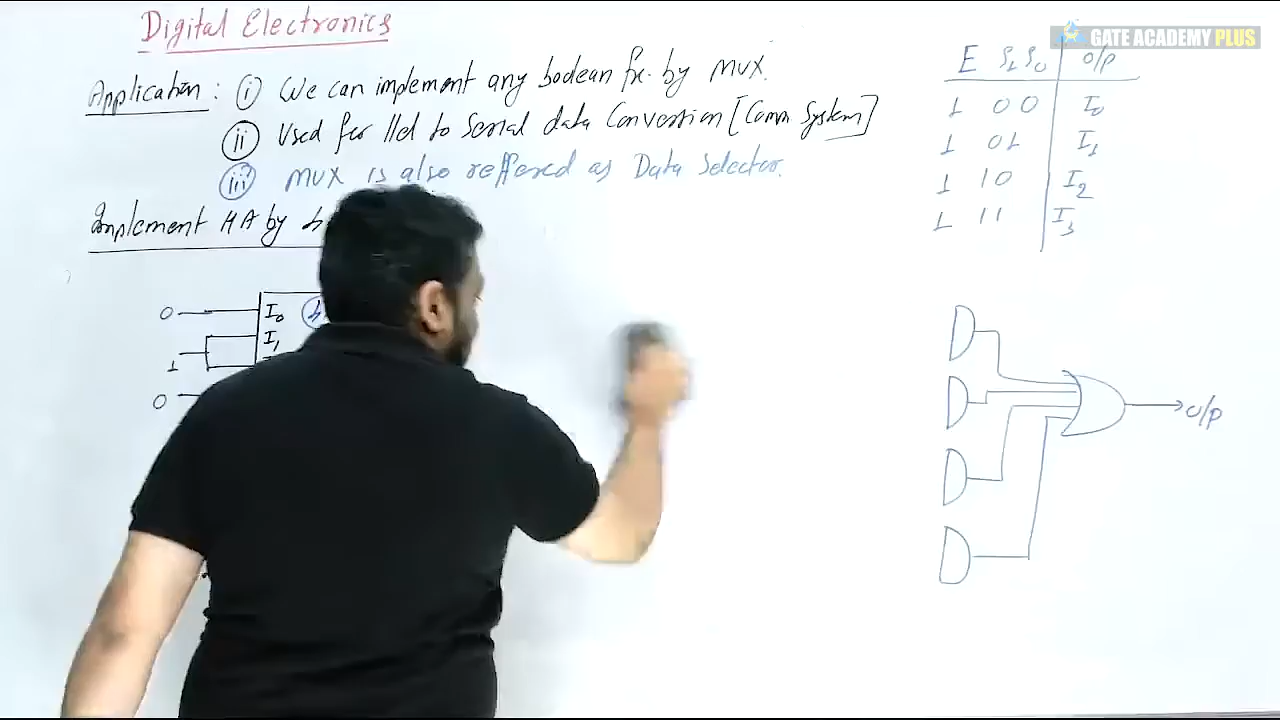 Digital Electronics
Application : (i) We can implement any boolean fx. by MUX.
(ii) Used for lld to Serial data Convertion [Comm System]
(iii) MUX is also reffered as Data Selector.
Implement HA by
0 I0
I1
1
0
GATE ACADEMY PLUS
E S1 S0 o/p
1 0 0 I0
1 0 1 I1
1 1 0 I2
1 1 1 I3
o/p